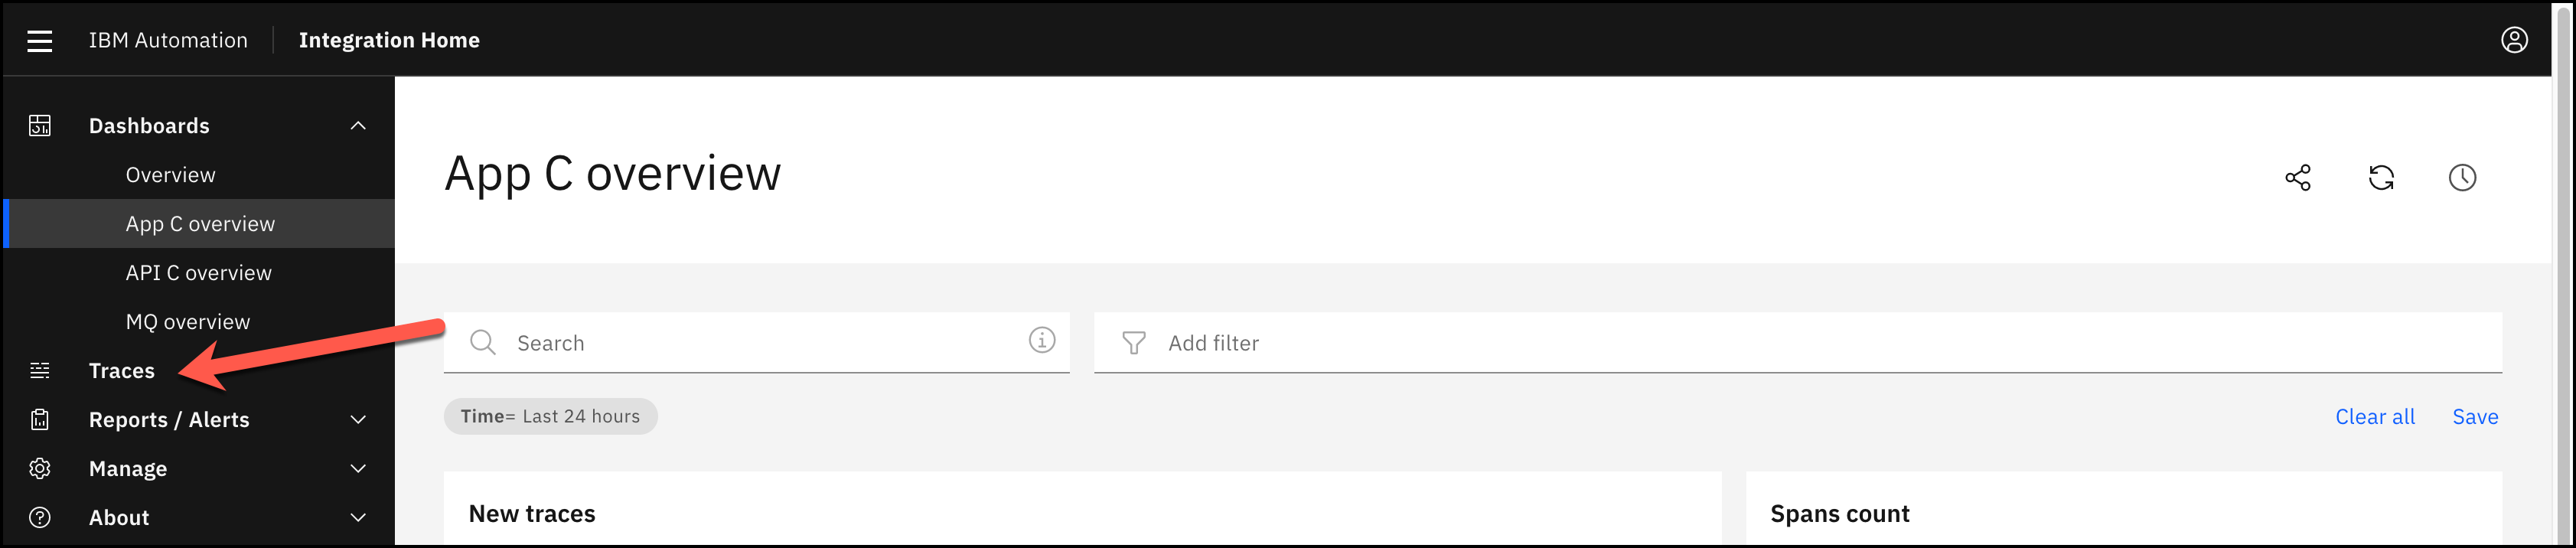 IBM Automation
Integration Home
Dashboards
Overview
App C overview
API C overview
MQ overview
Traces
Reports / Alerts
Manage
About
App C overview
Search
Add filter
Time= Last 24 hours
Clear all
Save
New traces
Spans count